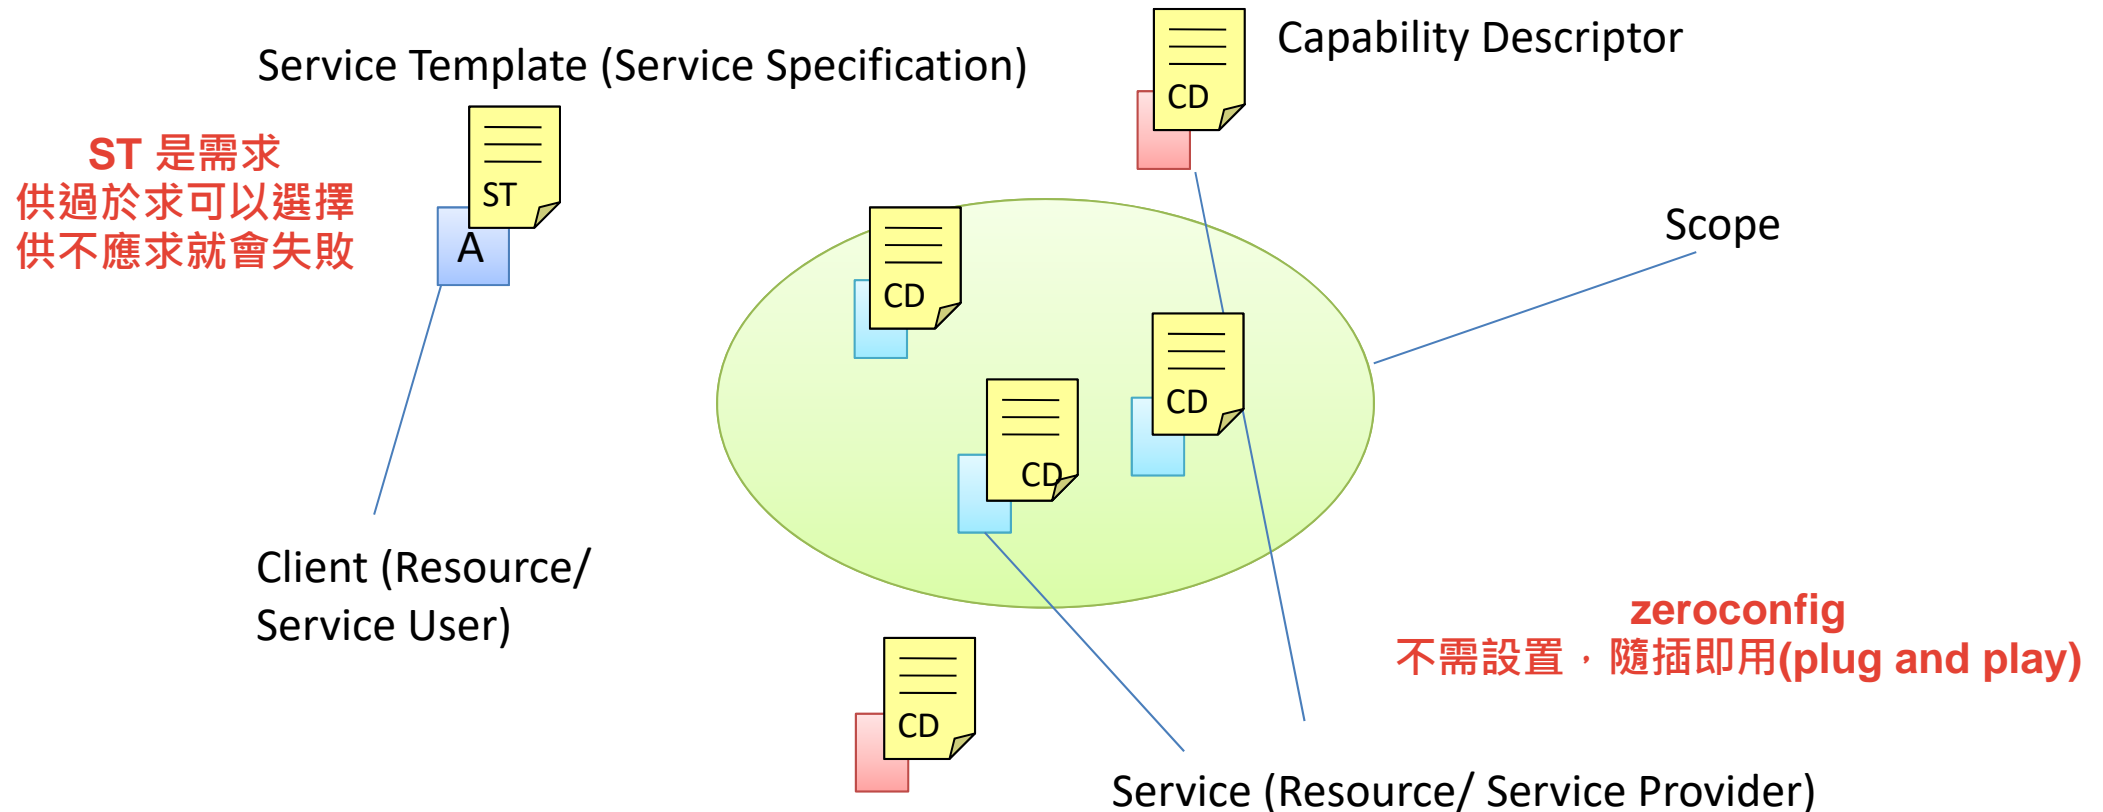 Service Template (Service Specification)
Capability Descriptor
CD
ST 是需求
供過於求可以選擇
供不應求就會失敗
ST
A
Scope
CD
CD
CD
Client (Resource/
Service User)
zeroconfig
不需設置，隨插即用(plug and play)
CD
Service (Resource/ Service Provider)